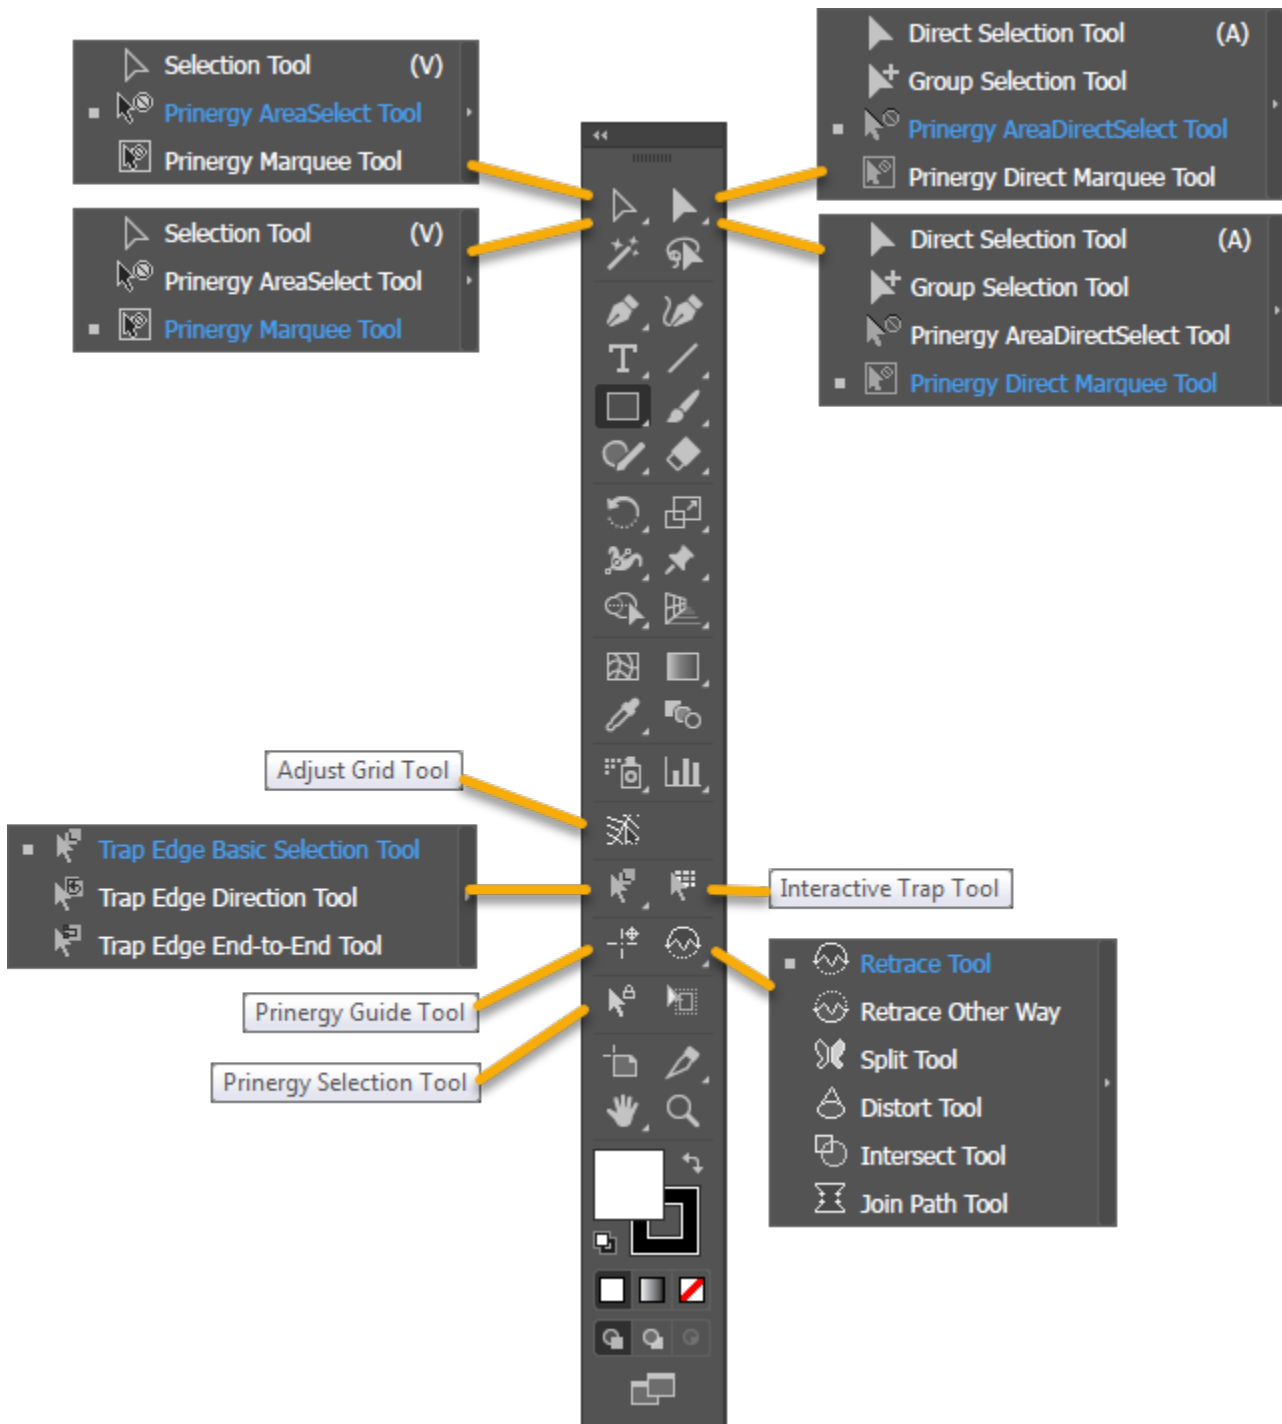 Selection Tool (V)
Prinergy AreaSelect Tool
Prinergy Marquee Tool
Selection Tool (V)
Prinergy AreaSelect Tool
Prinergy Marquee Tool
Direct Selection Tool (A)
Group Selection Tool
Prinergy AreaDirectSelect Tool
Prinergy Direct Marquee Tool
Direct Selection Tool (A)
Group Selection Tool
Prinergy AreaDirectSelect Tool
Prinergy Direct Marquee Tool
Adjust Grid Tool
Trap Edge Basic Selection Tool
Trap Edge Direction Tool
Trap Edge End-to-End Tool
Interactive Trap Tool
Prinergy Guide Tool
Prinergy Selection Tool
Retrace Tool
Retrace Other Way
Split Tool
Distort Tool
Intersect Tool
Join Path Tool